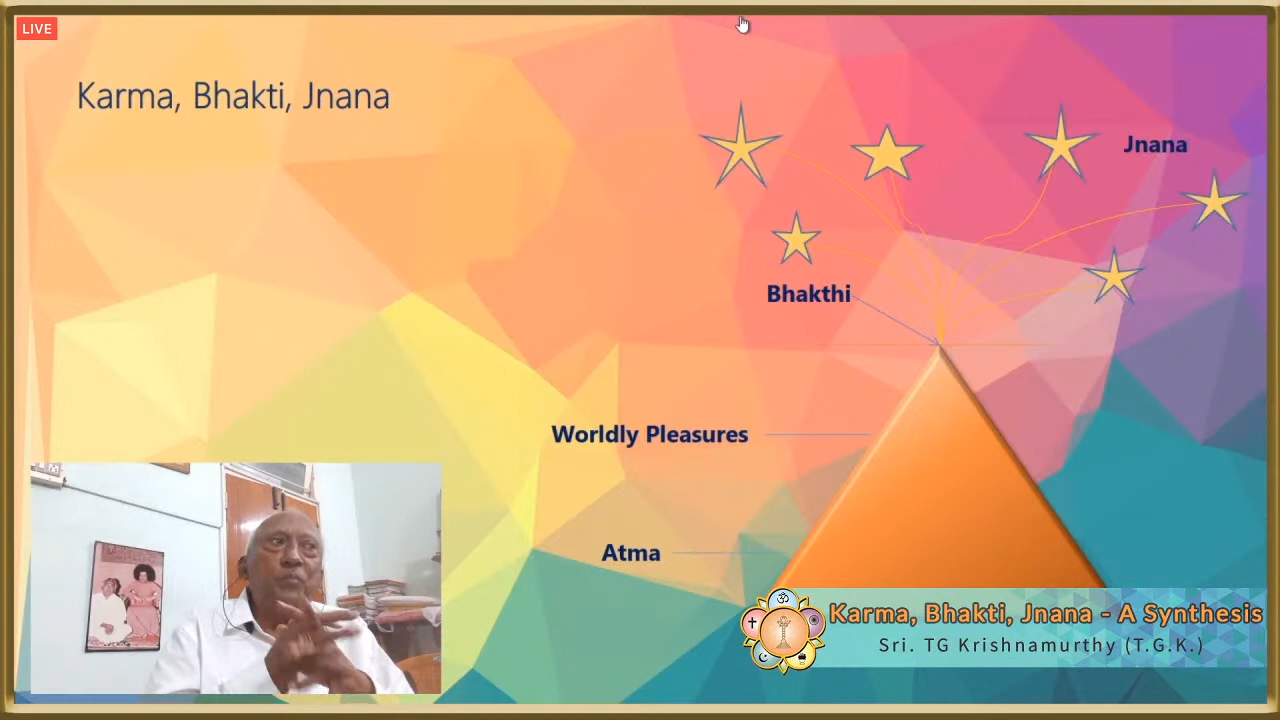 LIVE
Karma, Bhakti, Jnana
Jnana
Bhakthi
Worldly Pleasures
Atma
Karma, Bhakti, Jnana - A Synthesis
Sri. TG Krishnamurthy (T.G.K.)
ॐ